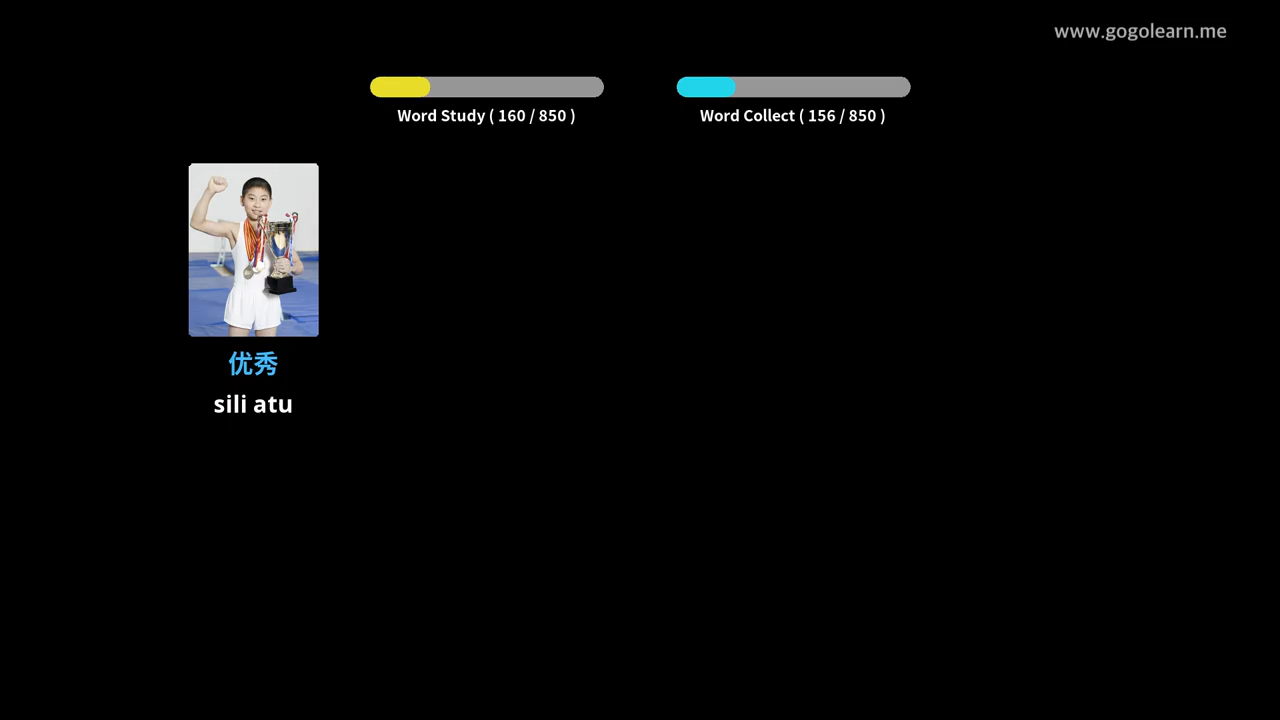 www.gogolearn.me
Word Study ( 160 / 850 )
Word Collect ( 156 / 850 )
优秀
sili atu